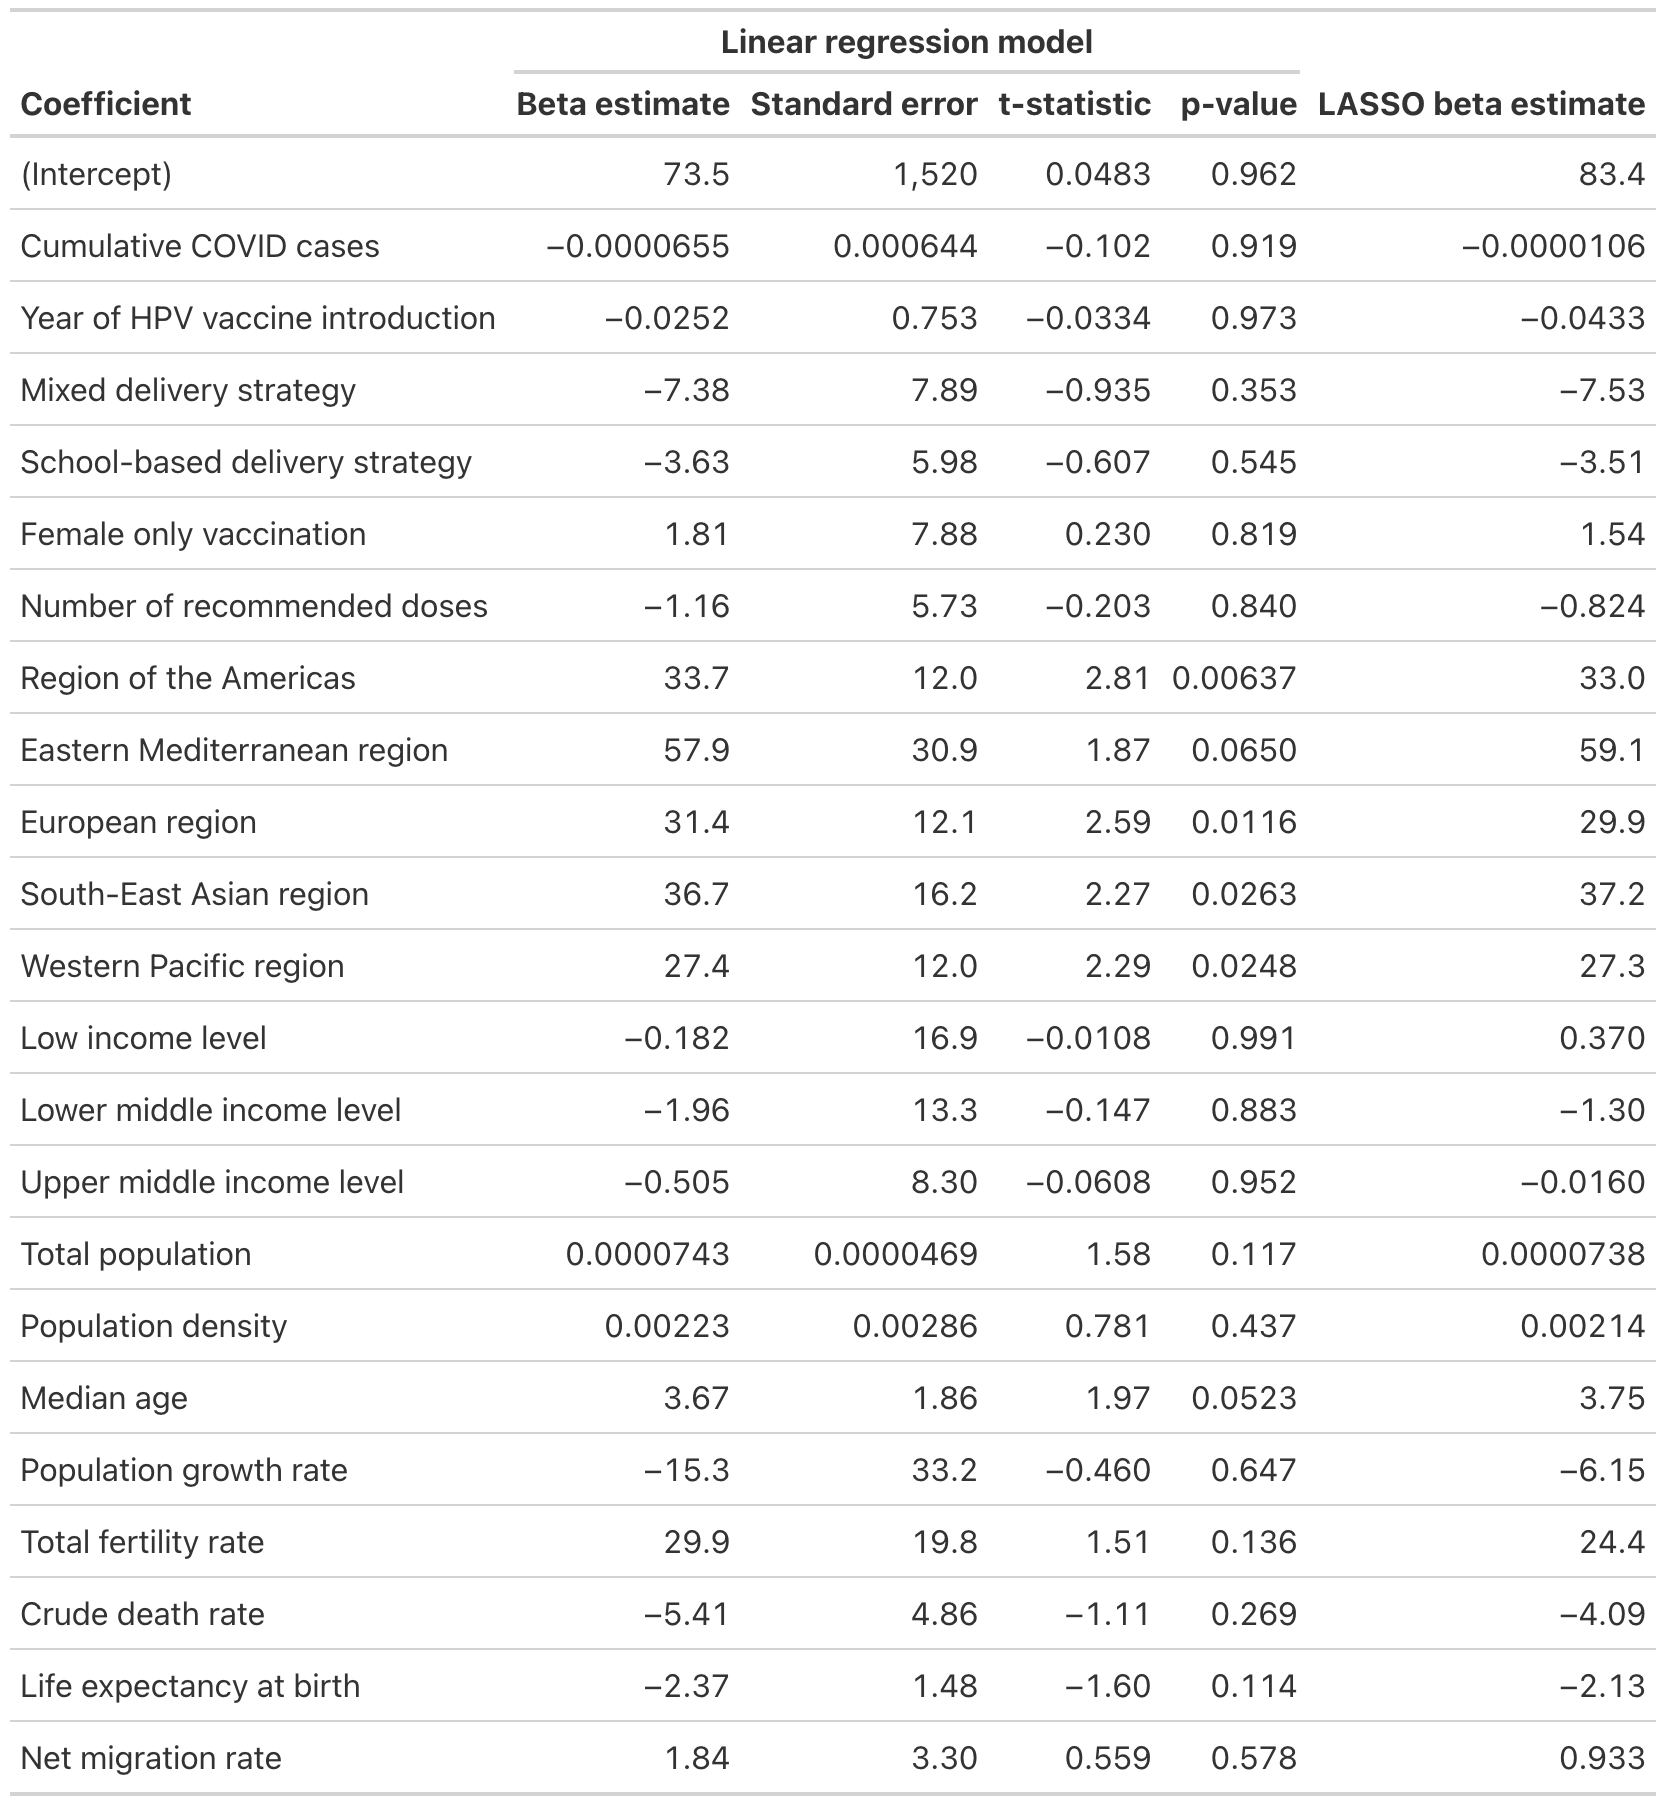 Linear regression model
Coefficient Beta estimate Standard error t-statistic p-value LASSO beta estimate
(Intercept) 73.5 1,520 0.0483 0.962 83.4
Cumulative COVID cases −0.0000655 0.000644 −0.102 0.919 −0.0000106
Year of HPV vaccine introduction −0.0252 0.753 −0.0334 0.973 −0.0433
Mixed delivery strategy −7.38 7.89 −0.935 0.353 −7.53
School-based delivery strategy −3.63 5.98 −0.607 0.545 −3.51
Female only vaccination 1.81 7.88 0.230 0.819 1.54
Number of recommended doses −1.16 5.73 −0.203 0.840 −0.824
Region of the Americas 33.7 12.0 2.81 0.00637 33.0
Eastern Mediterranean region 57.9 30.9 1.87 0.0650 59.1
European region 31.4 12.1 2.59 0.0116 29.9
South-East Asian region 36.7 16.2 2.27 0.0263 37.2
Western Pacific region 27.4 12.0 2.29 0.0248 27.3
Low income level −0.182 16.9 −0.0108 0.991 0.370
Lower middle income level −1.96 13.3 −0.147 0.883 −1.30
Upper middle income level −0.505 8.30 −0.0608 0.952 −0.0160
Total population 0.0000743 0.0000469 1.58 0.117 0.0000738
Population density 0.00223 0.00286 0.781 0.437 0.00214
Median age 3.67 1.86 1.97 0.0523 3.75
Population growth rate −15.3 33.2 −0.460 0.647 −6.15
Total fertility rate 29.9 19.8 1.51 0.136 24.4
Crude death rate −5.41 4.86 −1.11 0.269 −4.09
Life expectancy at birth −2.37 1.48 −1.60 0.114 −2.13
Net migration rate 1.84 3.30 0.559 0.578 0.933